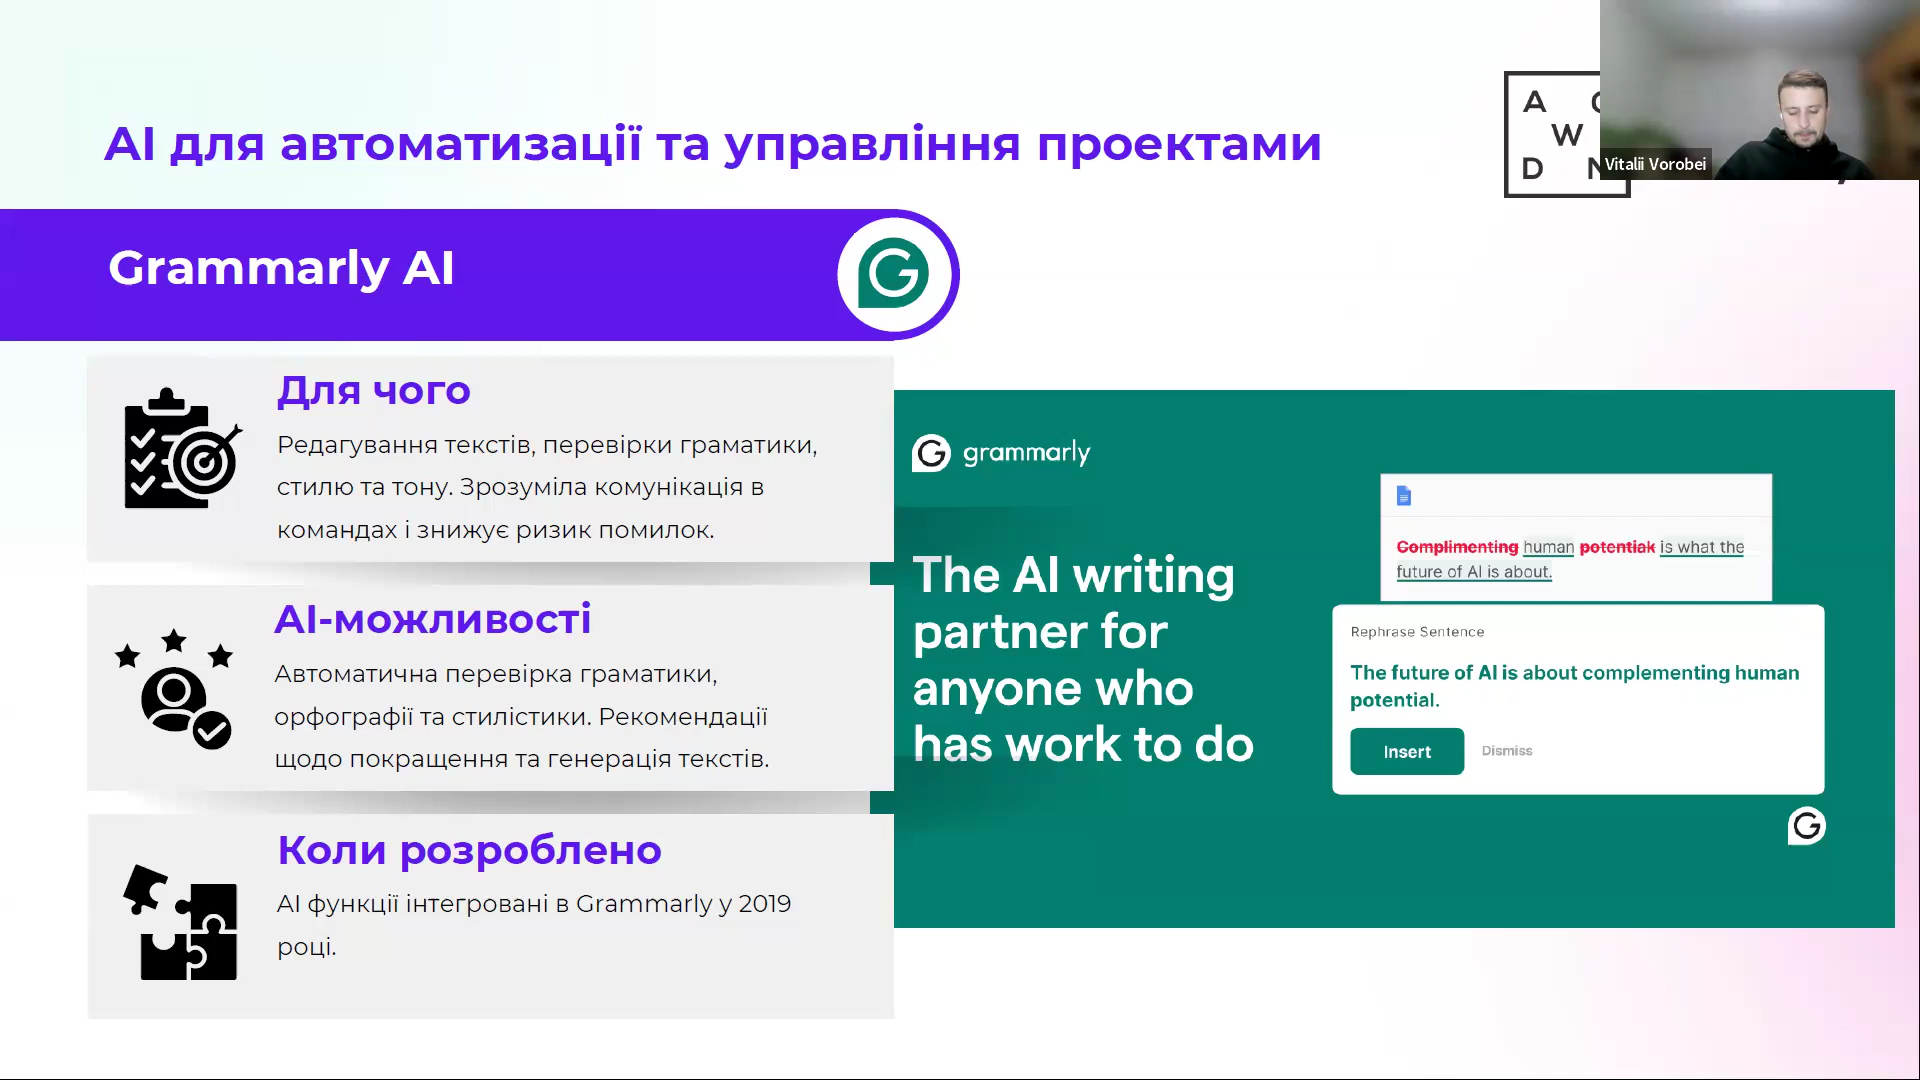 AI для автоматизації та управління проектами
A
W
D
Vitalii Vorobei
Grammarly AI
Для чого
Редагування текстів, перевірки граматики,
стилю та тону. Зрозуміла комунікація в
командах і знижує ризик помилок.
AI-можливості
Автоматична перевірка граматики,
орфографії та стилістики. Рекомендації
щодо покращення та генерація текстів.
Коли розроблено
AI функції інтегровані в Grammarly у 2019
році.
grammarly
The AI writing
partner for
anyone who
has work to do
Complimenting human potentiak is what the
future of AI is about.
Rephrase Sentence
The future of AI is about complementing human
potential.
Insert
Dismiss